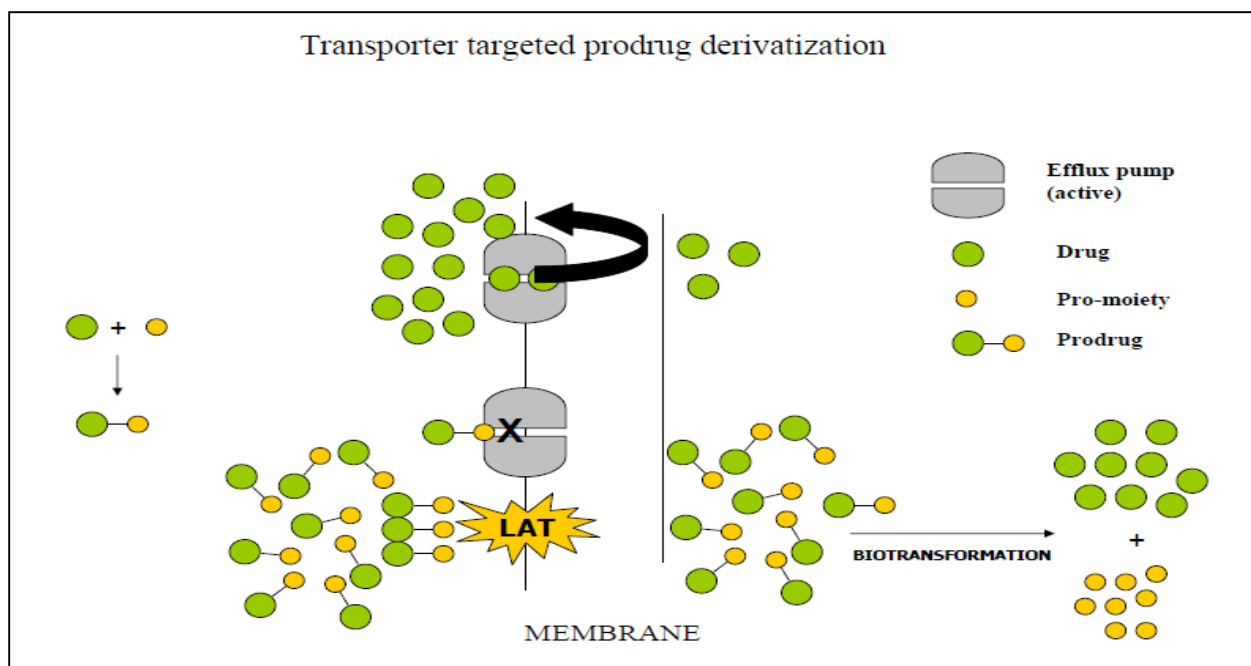 Transporter targeted prodrug derivatization
Efflux pump
(active)
Drug
Pro-moiety
Prodrug
+
X
LAT
BIOTRANSFORMATION
+
MEMBRANE